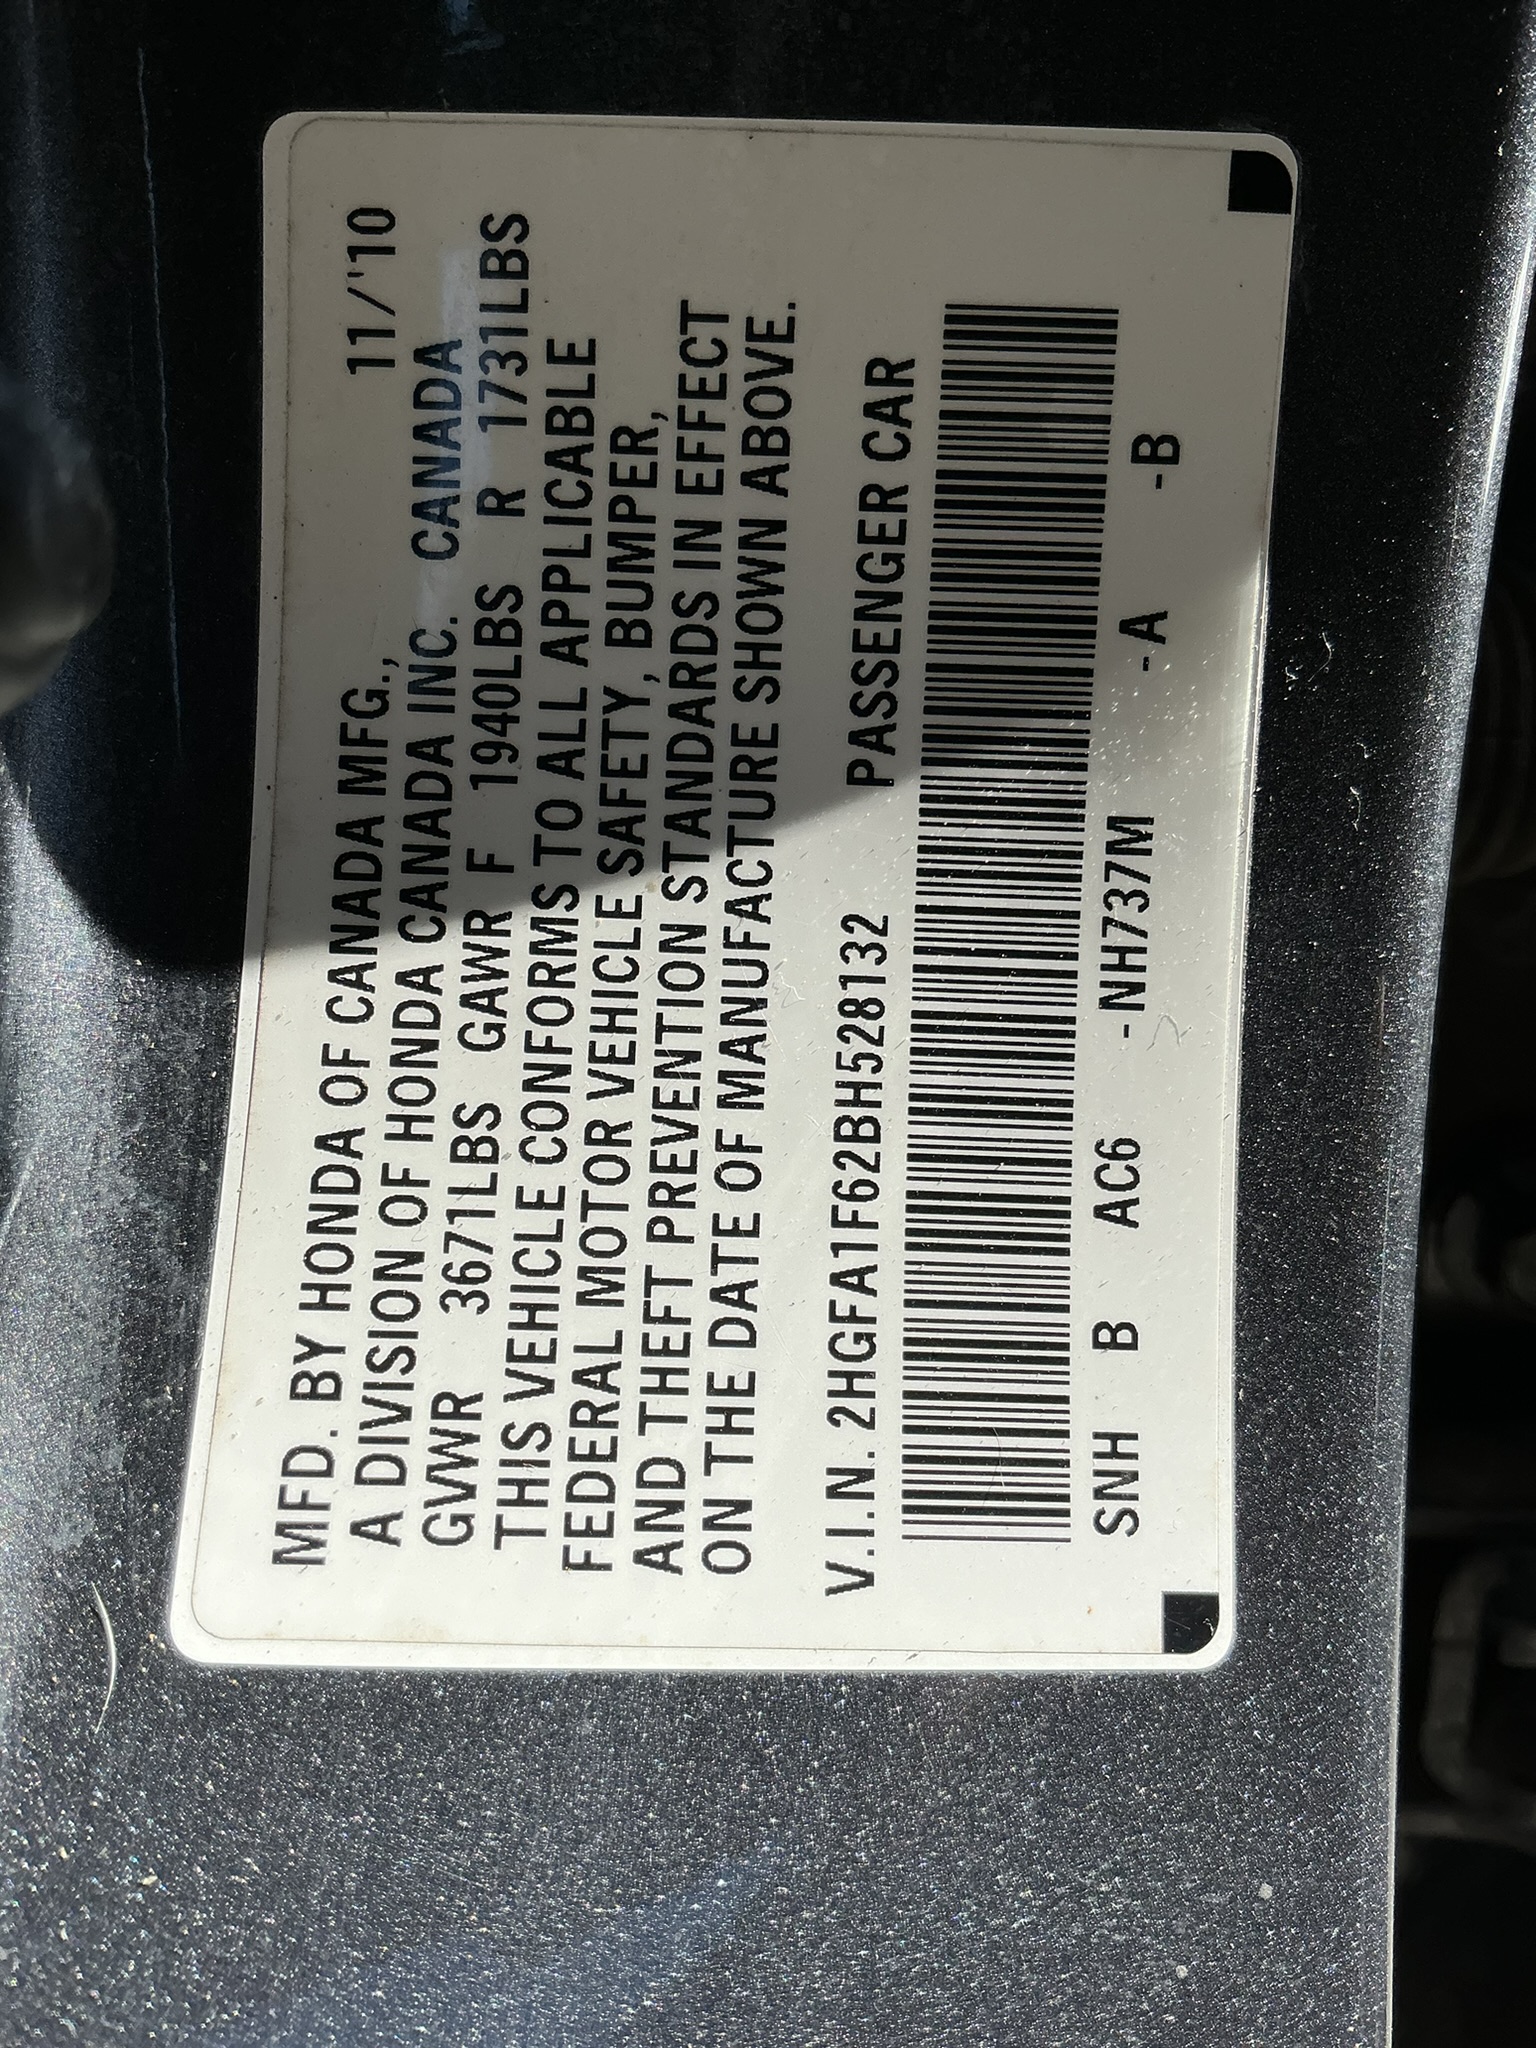 MFD. BY HONDA OF CANADA MFG., 11/'10
A DIVISION OF HONDA CANADA INC. CANADA
GVWR 3671LBS GAWR F 1940LBS R 1731LBS
THIS VEHICLE CONFORMS TO ALL APPLICABLE
FEDERAL MOTOR VEHICLE SAFETY, BUMPER,
AND THEFT PREVENTION STANDARDS IN EFFECT
ON THE DATE OF MANUFACTURE SHOWN ABOVE.
V.I.N. 2HGFA1F62BH528132 PASSENGER CAR
SNH B AC6 -NH737M -A -B